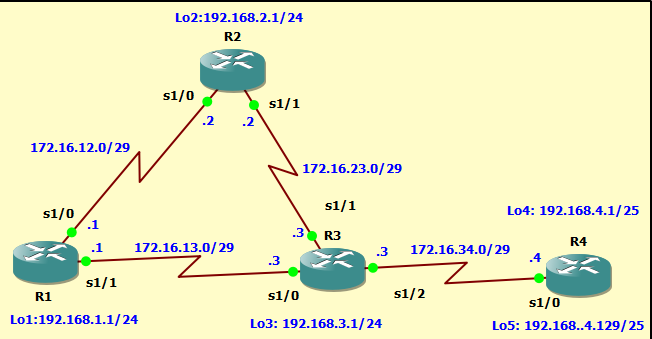 Lo2:192.168.2.1/24
R2
s1/0
s1/1
.2
.2
172.16.12.0/29
172.16.23.0/29
s1/1
s1/0
.1
.3
R3
Lo4: 192.168.4.1/25
.1
172.16.13.0/29
.3
.3
172.16.34.0/29
R4
.4
R1
s1/1
s1/0
s1/2
s1/0
Lo1:192.168.1.1/24
Lo3: 192.168.3.1/24
Lo5: 192.168..4.129/25